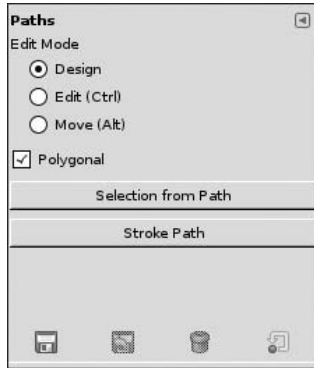 Paths
Edit Mode
Design
Edit (Ctrl)
Move (Alt)
Polygonal
Selection from Path
Stroke Path